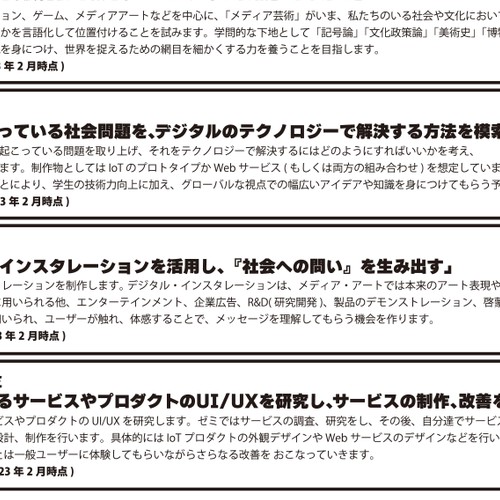 ョン、ゲーム、メディアアートなどを中心に、「メディア芸術」がいま、私たちのいる社会や文化におい
かを言語化して位置付けることを試みます。学問的な下地として「記号論」「文化政策論」「美術史」「博
を身につけ、世界を捉えるための網目を細かくする力を養うことを目指します。
年 2 月時点 )
っている社会問題を、デジタルのテクノロジーで解決する方法を模
起こっている問題を取り上げ、それをテクノロジーで解決するにはどのようにすればいいかを考え、
ます。制作物としては IoT のプロトタイプか Web サービス ( もしくは両方の組み合わせ ) を想定していま
とにより、学生の技術力向上に加え、グローバルな視点での幅広いアイデアや知識を身につけてもらう予
3 年 2 月時点 )
インスタレーションを活用し、『社会への問い』を生み出す」
レーションを制作します。デジタル・インスタレーションは、メディア・アートでは本来のアート表現や
用いられる他、エンターテインメント、企業広告、R&D( 研究開発 )、製品のデモンストレーション、啓
いられ、ユーザーが触れ、体感することで、メッセージを理解してもらう機会を作ります。
年 2 月時点 )
るサービスやプロダクトのUI/UXを研究し、サービスの制作、改善を
ビスやプロダクトの UI/UX を研究します。ゼミではサービスの調査、研究をし、その後、自分達でサービ
設計、制作を行います。具体的には IoT プロダクトの外観デザインや Web サービスのデザインなどを行い
とは一般ユーザーに体験してもらいながらさらなる改善を おこなっていきます。
23 年 2 月時点 )